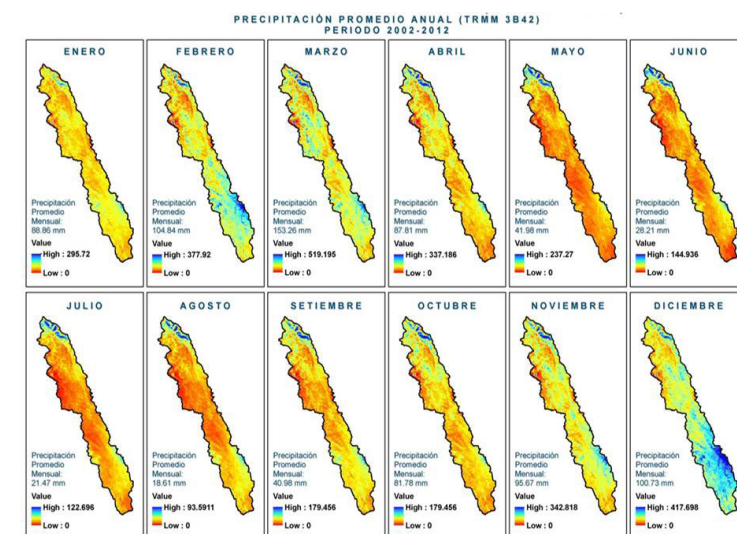 PRECIPITACIÓN PROMEDIO ANUAL (TRMM 3B42)
PERIODO 2002-2012
ENERO
Precipitación
Promedio
Mensual:
88.86 mm
Value
High : 295.72
Low : 0
FEBRERO
Precipitación
Promedio
Mensual:
104.84 mm
Value
High : 377.92
Low : 0
MARZO
Precipitación
Promedio
Mensual:
153.26 mm
Value
High : 519.195
Low : 0
ABRIL
Precipitación
Promedio
Mensual:
87.81 mm
Value
High : 337.186
Low : 0
MAYO
Precipitación
Promedio
Mensual:
41.98 mm
Value
High : 237.27
Low : 0
JUNIO
Precipitación
Promedio
Mensual:
28.21 mm
Value
High : 144.936
Low : 0
JULIO
Precipitación
Promedio
Mensual:
21.47 mm
Value
High : 122.696
Low : 0
AGOSTO
Precipitación
Promedio
Mensual:
18.61 mm
Value
High : 93.5911
Low : 0
SETIEMBRE
Precipitación
Promedio
Mensual:
40.98 mm
Value
High : 179.456
Low : 0
OCTUBRE
Precipitación
Promedio
Mensual:
81.78 mm
Value
High : 179.456
Low : 0
NOVIEMBRE
Precipitación
Promedio
Mensual:
95.67 mm
Value
High : 342.818
Low : 0
DICIEMBRE
Precipitación
Promedio
Mensual:
100.73 mm
Value
High : 417.698
Low : 0